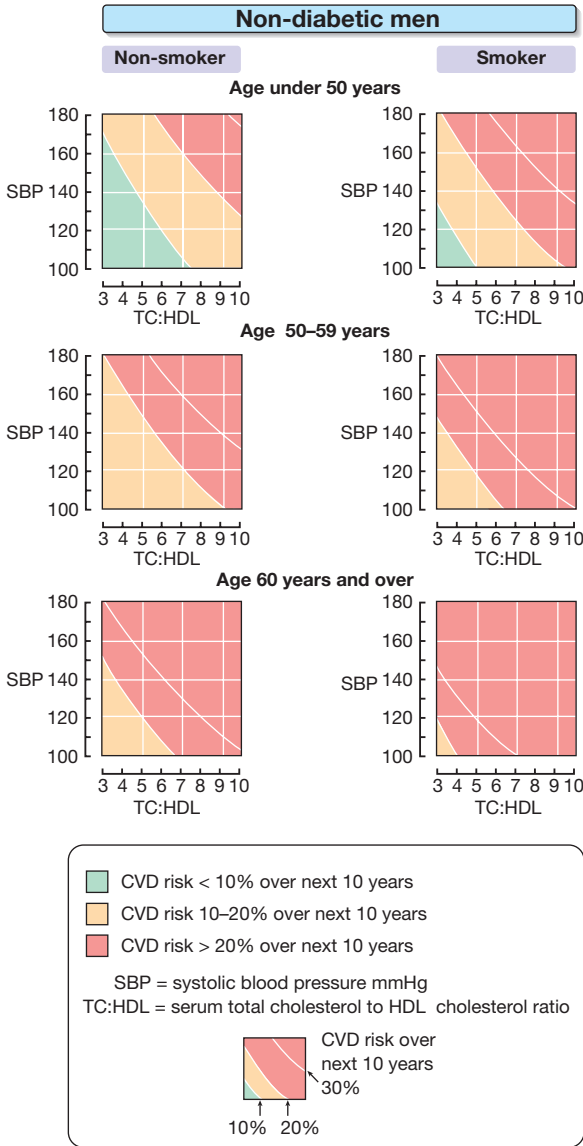 Non-diabetic men
Non-smoker
Smoker
Age under 50 years
180
160
SBP 140
120
100
3 4 5 6 7 8 9 10
TC:HDL
180
160
SBP 140
120
100
3 4 5 6 7 8 9 10
TC:HDL
Age 50–59 years
180
160
SBP 140
120
100
3 4 5 6 7 8 9 10
TC:HDL
180
160
SBP 140
120
100
3 4 5 6 7 8 9 10
TC:HDL
Age 60 years and over
180
160
SBP 140
120
100
3 4 5 6 7 8 9 10
TC:HDL
180
160
SBP 140
120
100
3 4 5 6 7 8 9 10
TC:HDL
CVD risk < 10% over next 10 years
CVD risk 10–20% over next 10 years
CVD risk > 20% over next 10 years
SBP = systolic blood pressure mmHg
TC:HDL = serum total cholesterol to HDL cholesterol ratio
CVD risk over
next 10 years
30%
10% 20%